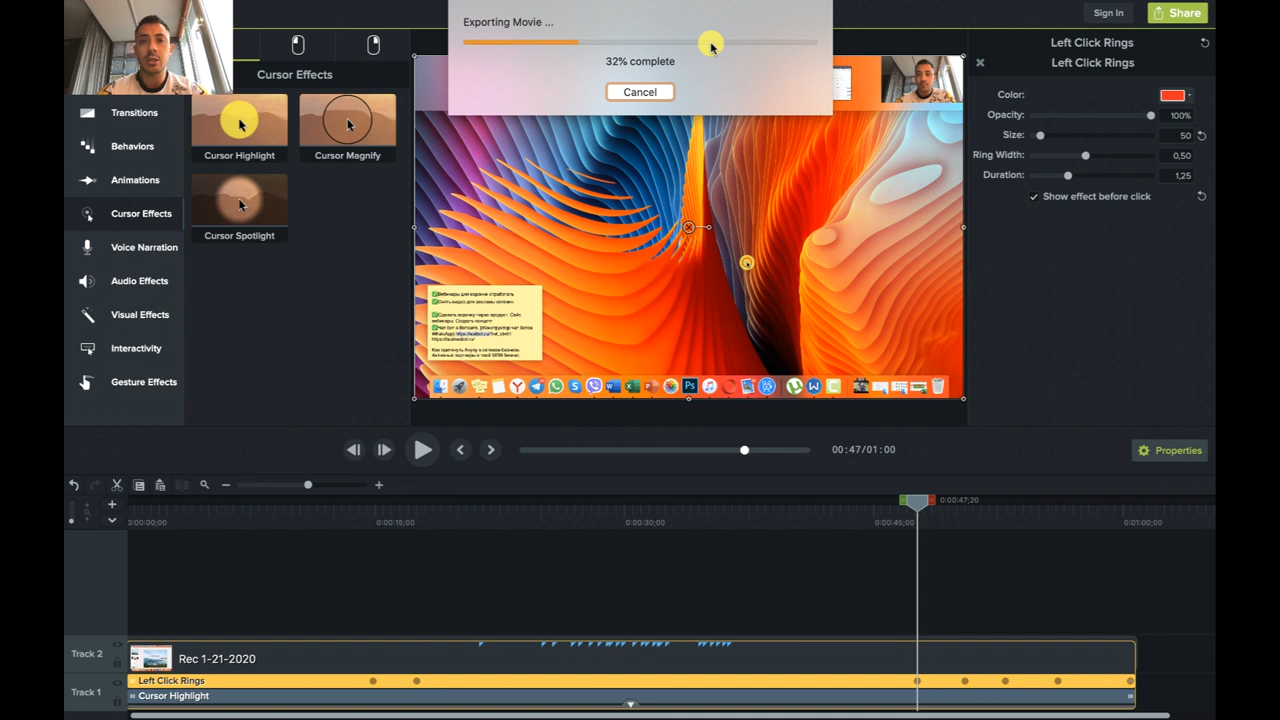 Exporting Movie ...
32% complete
Cancel
Sign In
Share
Cursor Effects
Cursor Highlight
Cursor Magnify
Cursor Spotlight
Transitions
Behaviors
Animations
Cursor Effects
Voice Narration
Audio Effects
Visual Effects
Interactivity
Gesture Effects
Left Click Rings
Left Click Rings
Color:
Opacity: 100%
Size: 50
Ring Width: 0,50
Duration: 1,25
Show effect before click
00:47/01:00
Properties
0:00:47;20
0:00:00;00
0:00:15;00
0:00:30;00
0:00:45;00
0:01:00;00
Track 2
Rec 1-21-2020
Left Click Rings
Track 1
Cursor Highlight